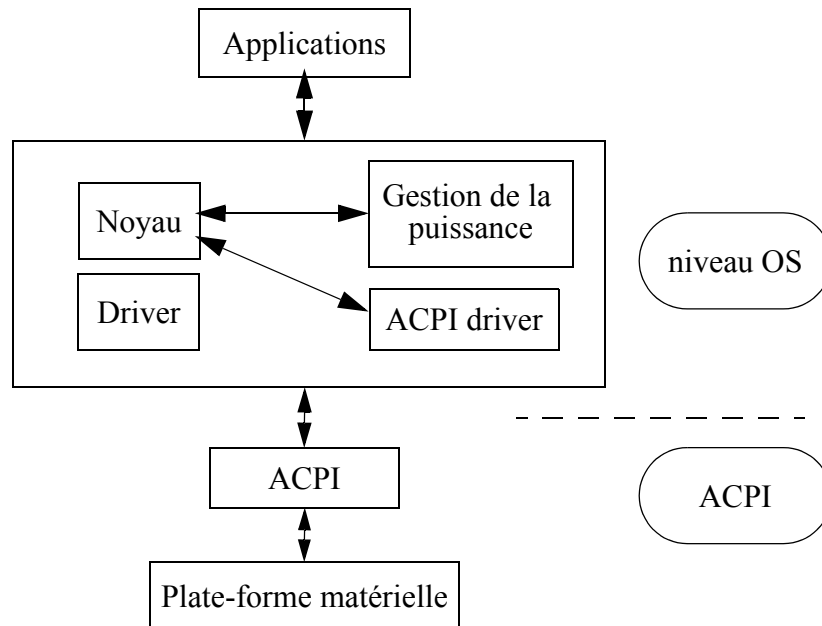 Applications
Noyau
Gestion de la
puissance
niveau OS
Driver
ACPI driver
ACPI
ACPI
Plate-forme matérielle